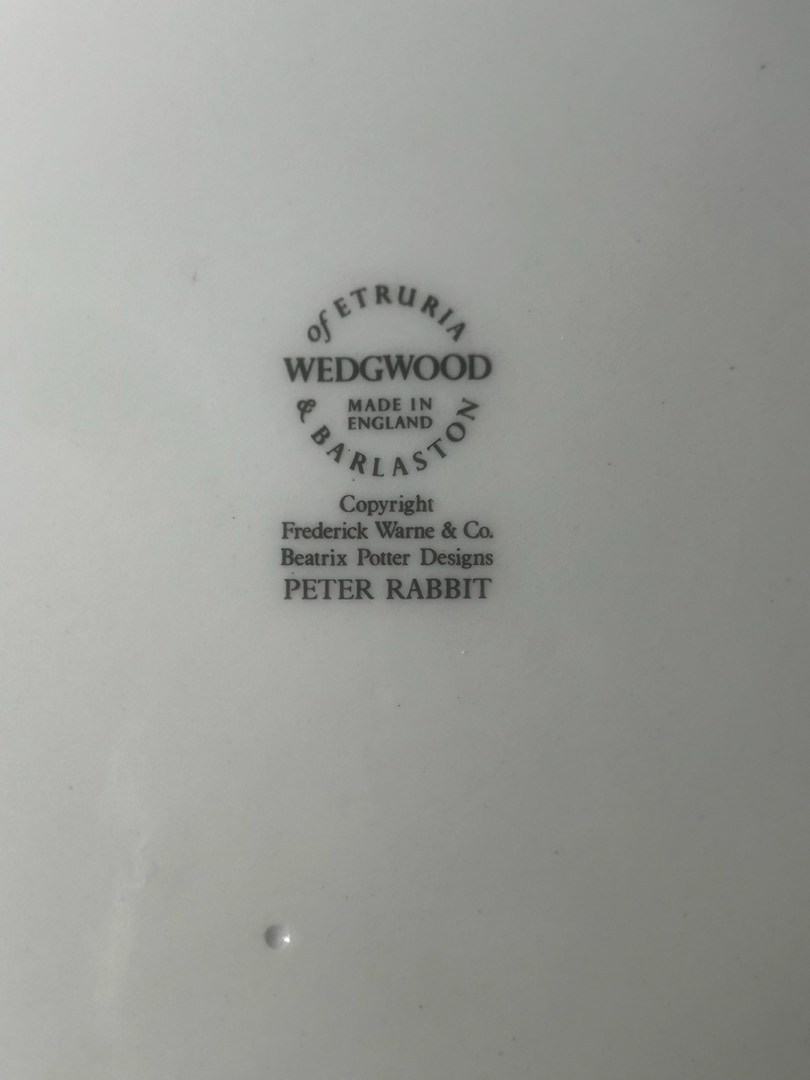 of ETRURIA
WEDGWOOD
MADE IN
ENGLAND
& BARLASTON
Copyright
Frederick Warne & Co.
Beatrix Potter Designs
PETER RABBIT